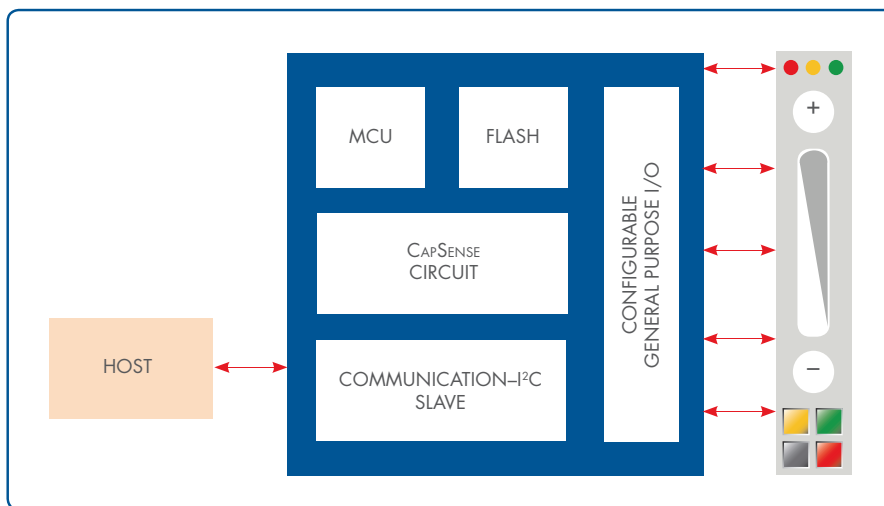 MCU
FLASH
CAPSENSE
CIRCUIT
CONFIGURABLE
GENERAL PURPOSE I/O
HOST
COMMUNICATION–I²C
SLAVE
+
−